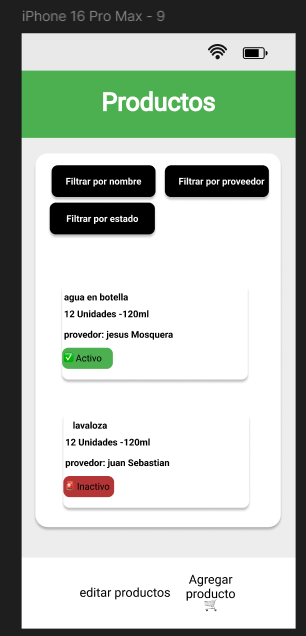 iPhone 16 Pro Max - 9
Productos
Filtrar por nombre
Filtrar por proveedor
Filtrar por estado
agua en botella
12 Unidades -120ml
provedor: jesus Mosquera
Activo
lavaloza
12 Unidades -120ml
provedor: juan Sebastian
Inactivo
editar productos
Agregar
producto